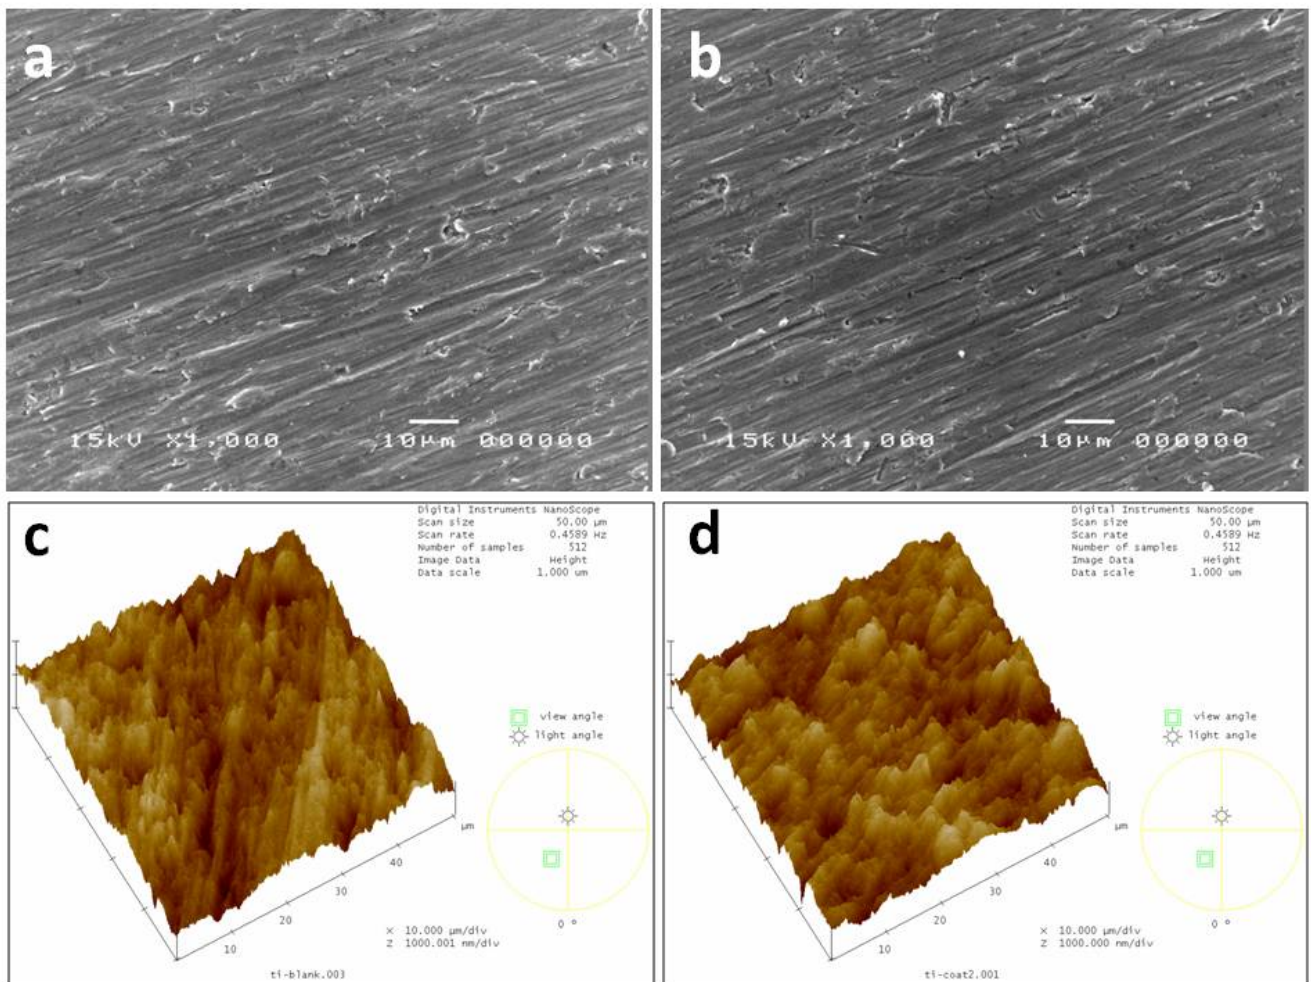 a
15kV X1,000 10µm 000000
b
15kV X1,000 10µm 000000
c
Digital Instruments NanoScope
Scan size 50.00 µm
Scan rate 0.4589 Hz
Number of samples 512
Image Data Height
Data scale 1.000 um
view angle
light angle
µm
40
30
20
10
X 10.000 µm/div
Z 1000.001 nm/div
0 °
ti-blank.003
d
Digital Instruments NanoScope
Scan size 50.00 µm
Scan rate 0.4589 Hz
Number of samples 512
Image Data Height
Data scale 1.000 um
view angle
light angle
µm
40
30
20
10
X 10.000 µm/div
Z 1000.000 nm/div
0 °
ti-coat2.001